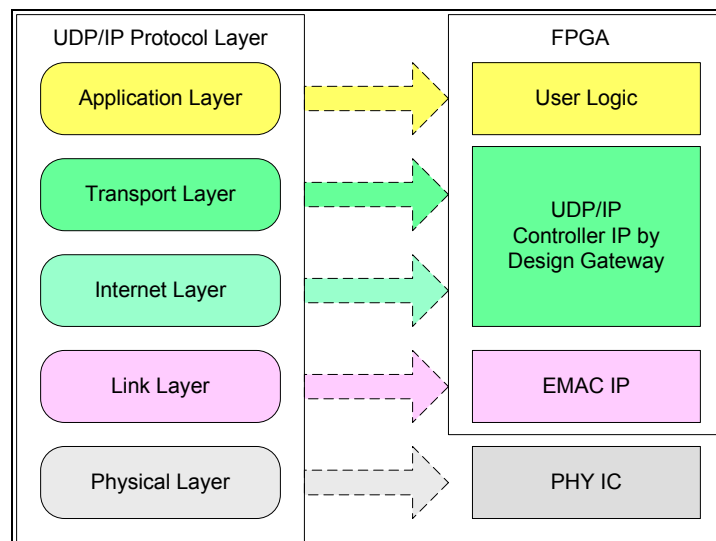 UDP/IP Protocol Layer
FPGA
Application Layer
User Logic
Transport Layer
UDP/IP
Controller IP by
Design Gateway
Internet Layer
Link Layer
EMAC IP
Physical Layer
PHY IC